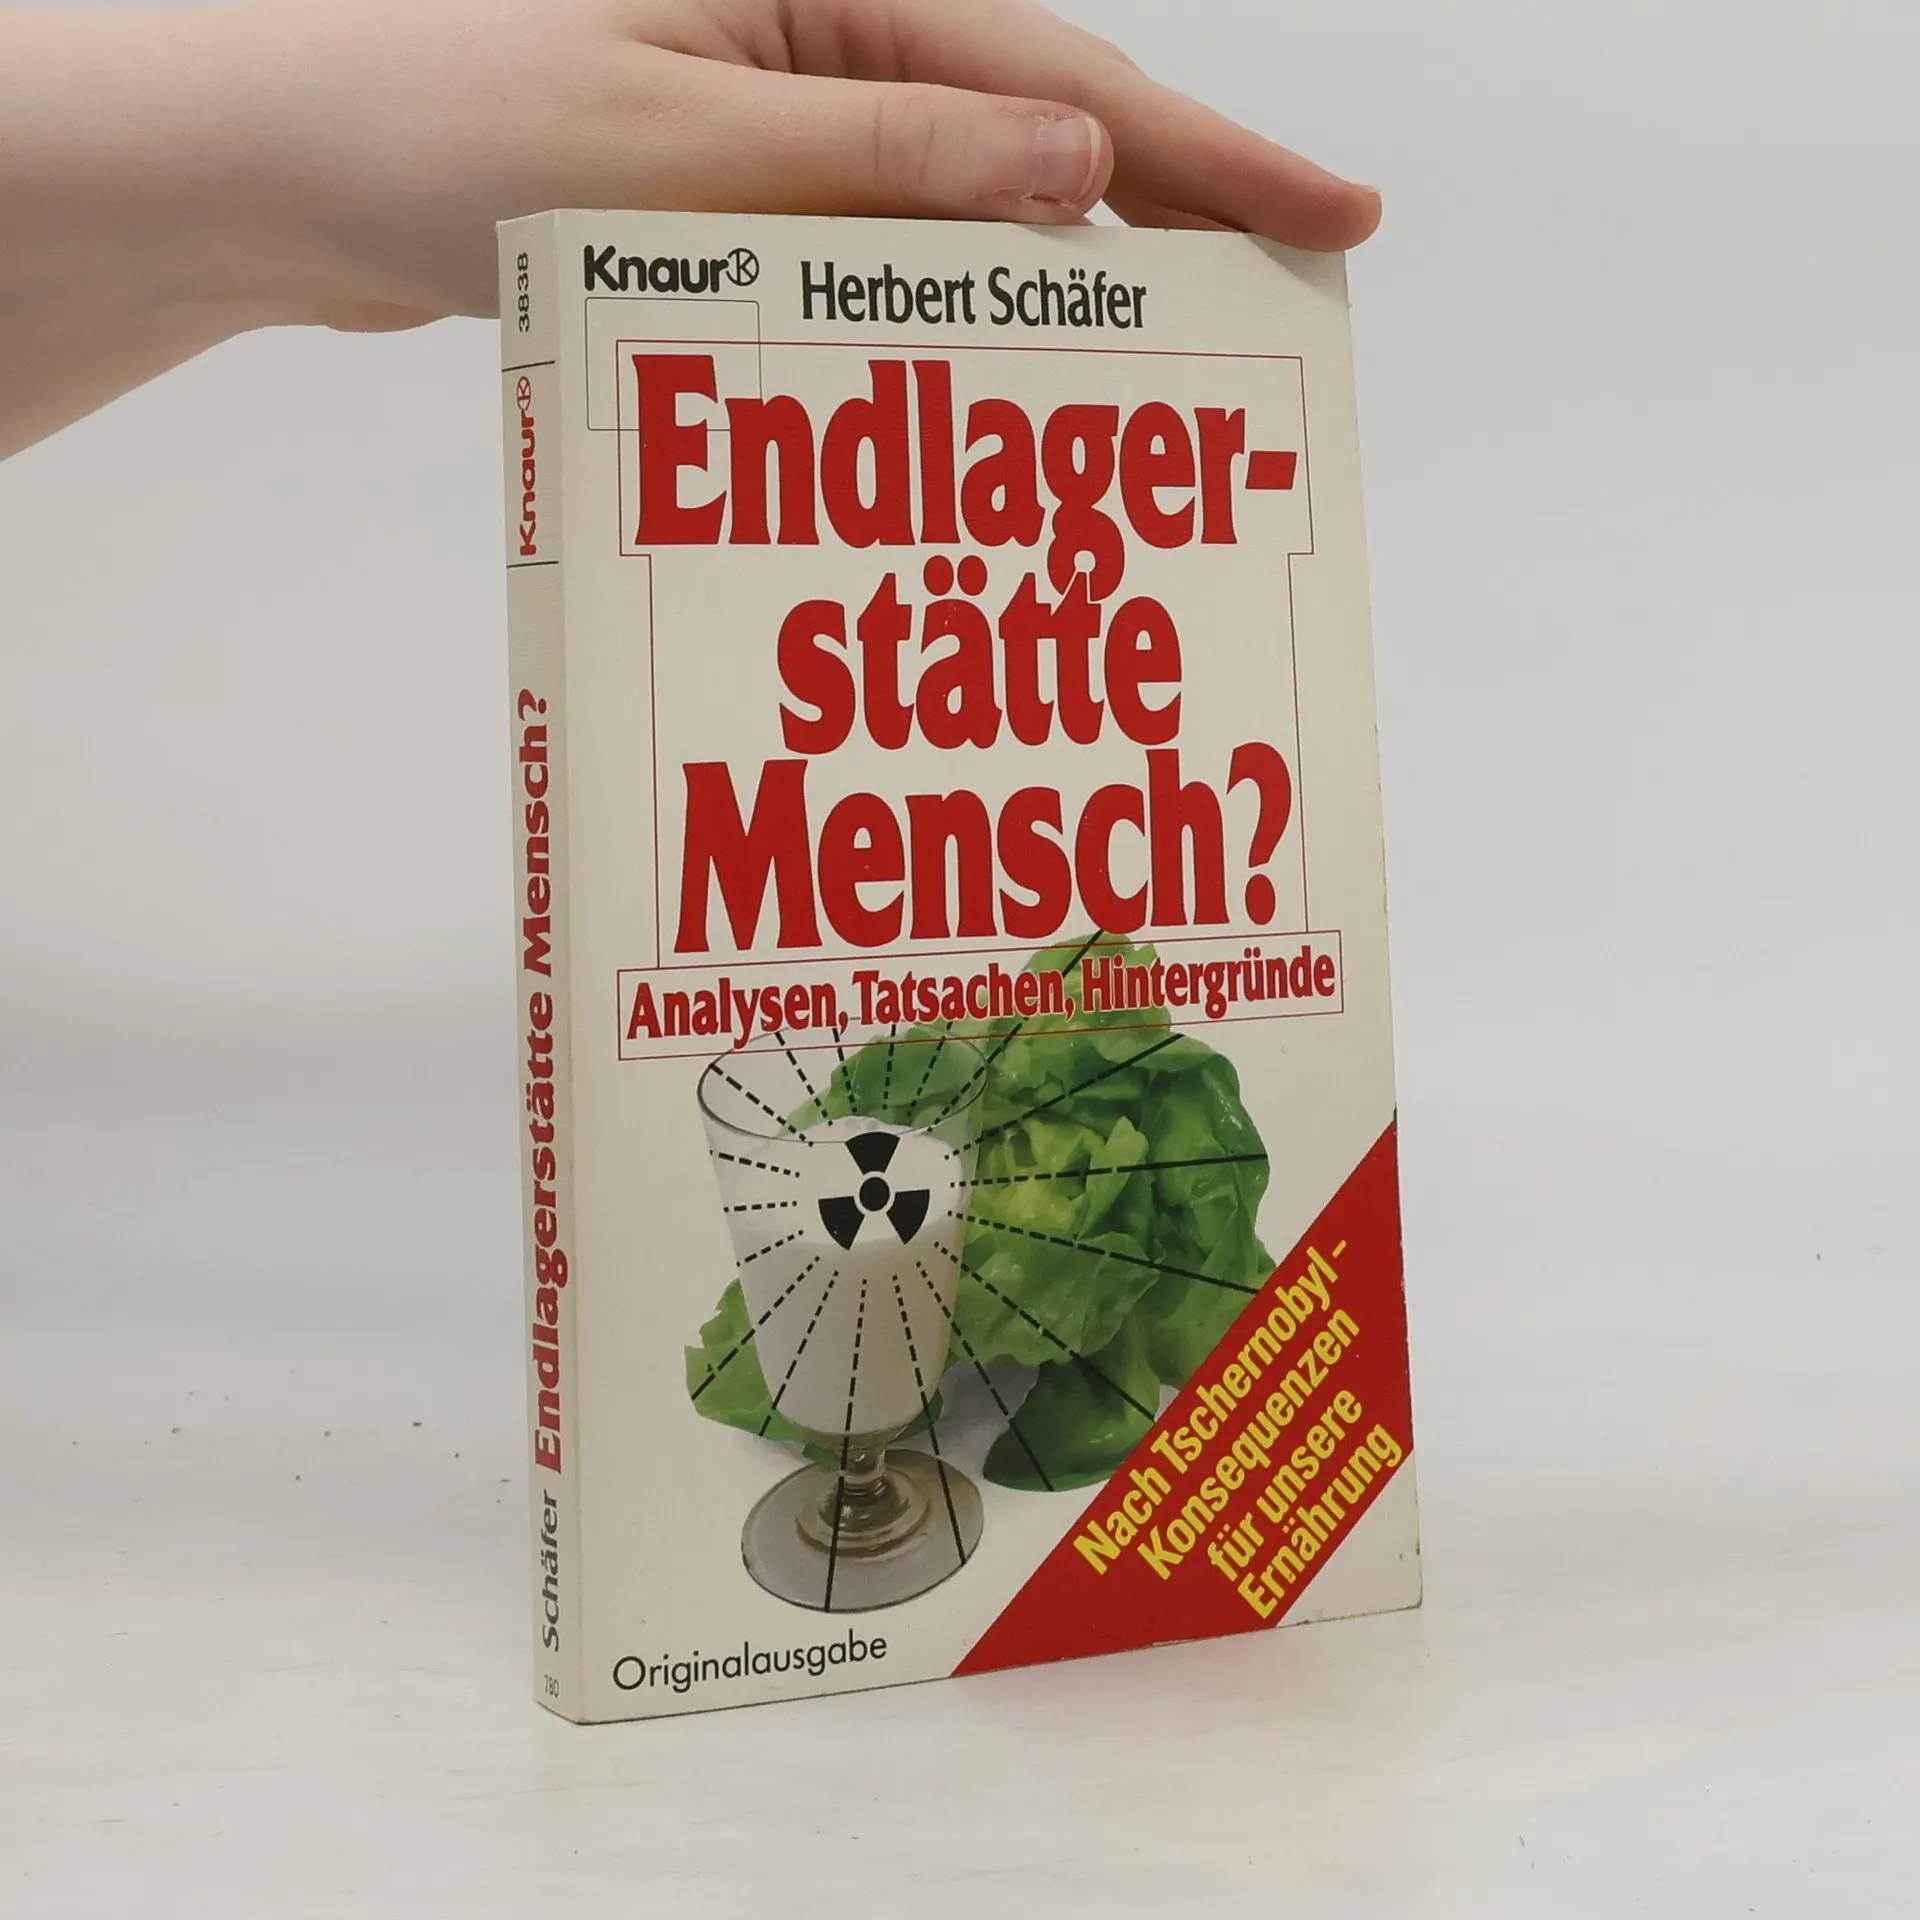 Knaur
Herbert Schäfer
Endlager-
stätte
Mensch?
Analysen, Tatsachen, Hintergründe
Nach Tschernobyl –
Konsequenzen
für unsere
Ernährung
Originalausgabe
3838
Knaur
Schäfer Endlagerstätte Mensch?
780